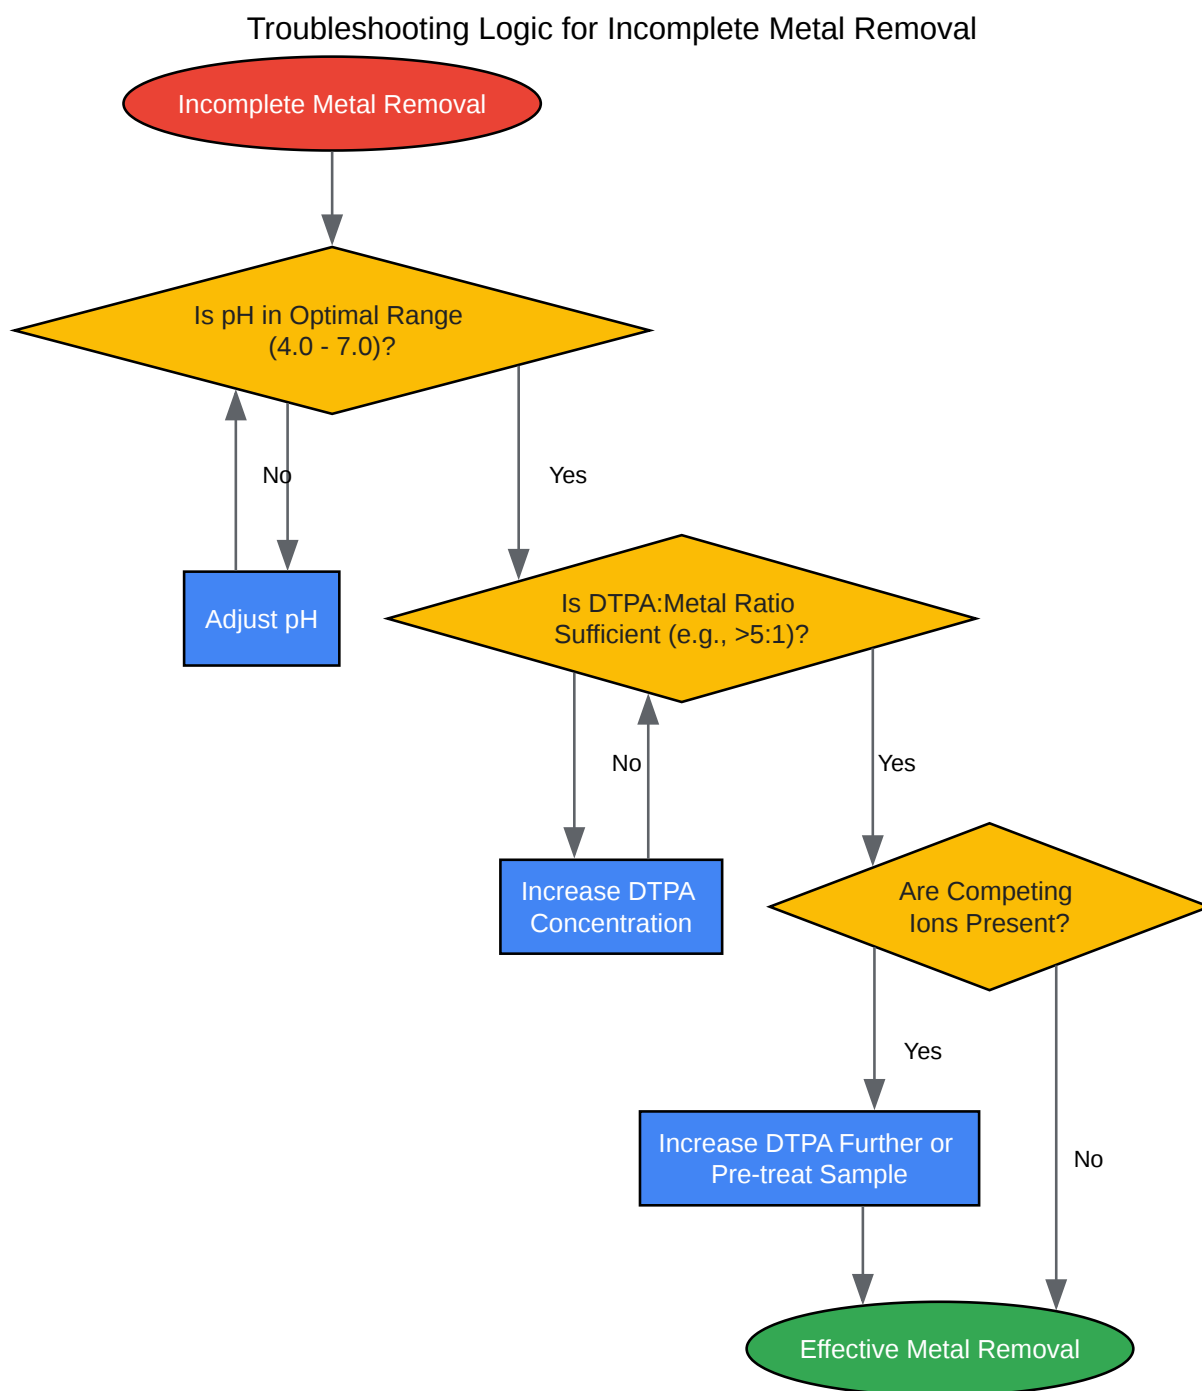 Troubleshooting Logic for Incomplete Metal Removal
Incomplete Metal Removal
Is pH in Optimal Range
(4.0 - 7.0)?
No
Yes
Adjust pH
Is DTPA:Metal Ratio
Sufficient (e.g., >5:1)?
No
Yes
Increase DTPA
Concentration
Are Competing
Ions Present?
Yes
Increase DTPA Further or
Pre-treat Sample
No
Effective Metal Removal